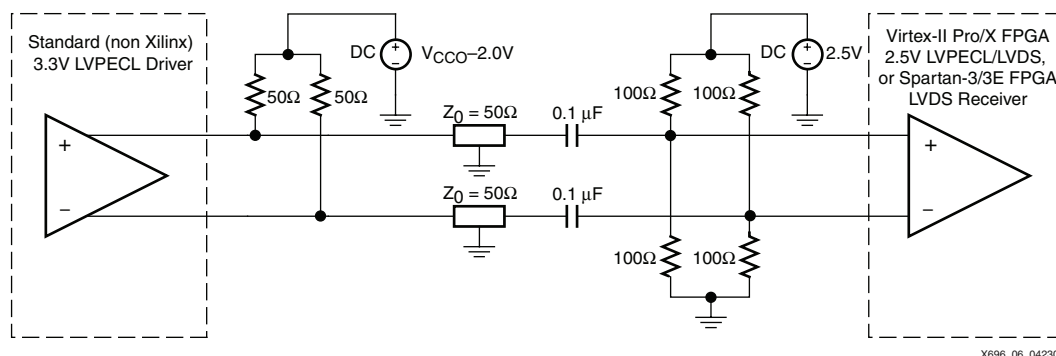 Standard (non Xilinx)
3.3V LVPECL Driver
DC
VCCO–2.0V
50Ω
50Ω
Z0 = 50Ω
0.1 µF
Z0 = 50Ω
0.1 µF
100Ω
100Ω
DC
2.5V
100Ω
100Ω
Virtex-II Pro/X FPGA
2.5V LVPECL/LVDS,
or Spartan-3/3E FPGA
LVDS Receiver
+
–
+
–
+
–
+
–